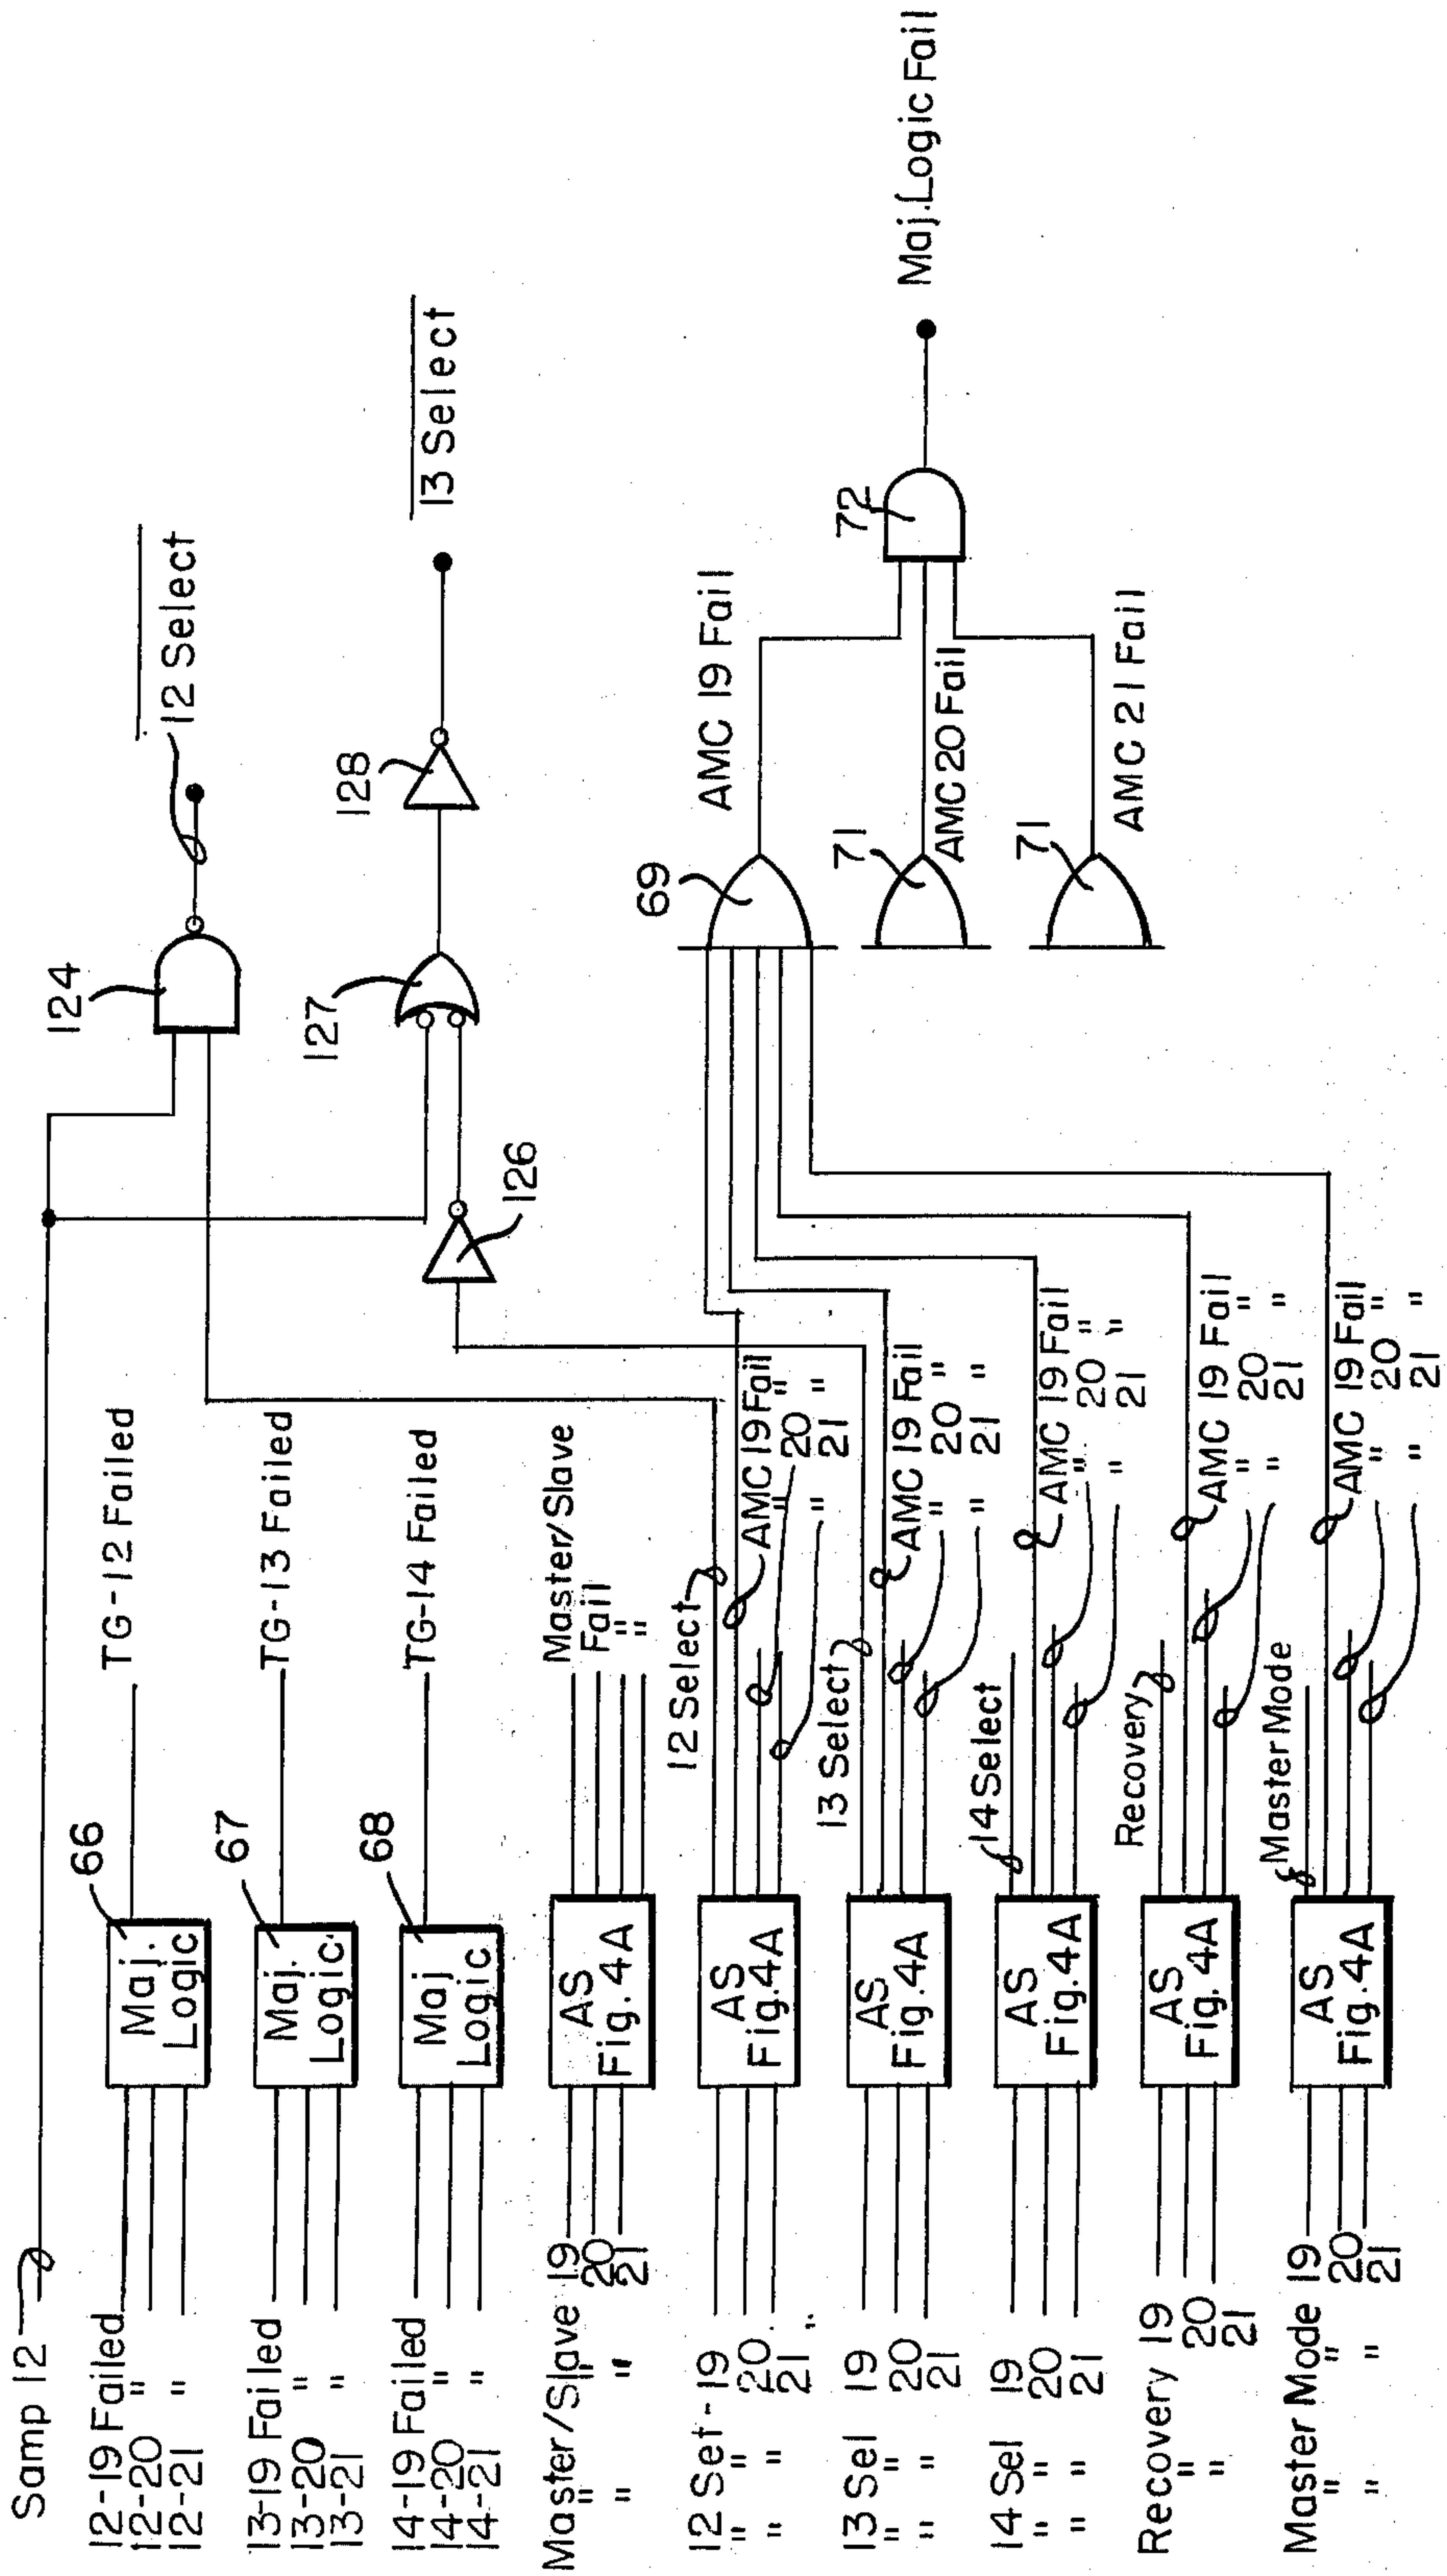 Samp 12
12-19 Failed
12-20 "
12-21 "
13-19 Failed
13-20 "
13-21 "
14-19 Failed
14-20 "
14-21 "
Master/Slave 19
" " 20
" " 21
12 Set - 19
" " 20
" " 21
13 Sel 19
" " 20
" " 21
14 Sel 19
" " 20
" " 21
Recovery 19
" 20
" 21
Master Mode 19
" " 20
" " 21
Maj. Logic
66
TG-12 Failed
Maj. Logic
67
TG-13 Failed
Maj Logic
68
TG-14 Failed
AS Fig. 4A
Master/Slave
Fail
"
"
AS Fig. 4A
12 Select
AMC 19 Fail
" 20 "
" 21 "
AS Fig. 4A
13 Select
AMC 19 Fail
" 20 "
" 21 "
AS Fig. 4A
14 Select
AMC 19 Fail
" 20 "
" 21 "
AS Fig. 4A
Recovery
AMC 19 Fail
" 20 "
" 21 "
AS Fig. 4A
Master Mode
AMC 19 Fail
" 20 "
" 21 "
124
12 Select
126
127
128
13 Select
69
AMC 19 Fail
71
AMC 20 Fail
71
AMC 21 Fail
72
Maj. Logic Fail